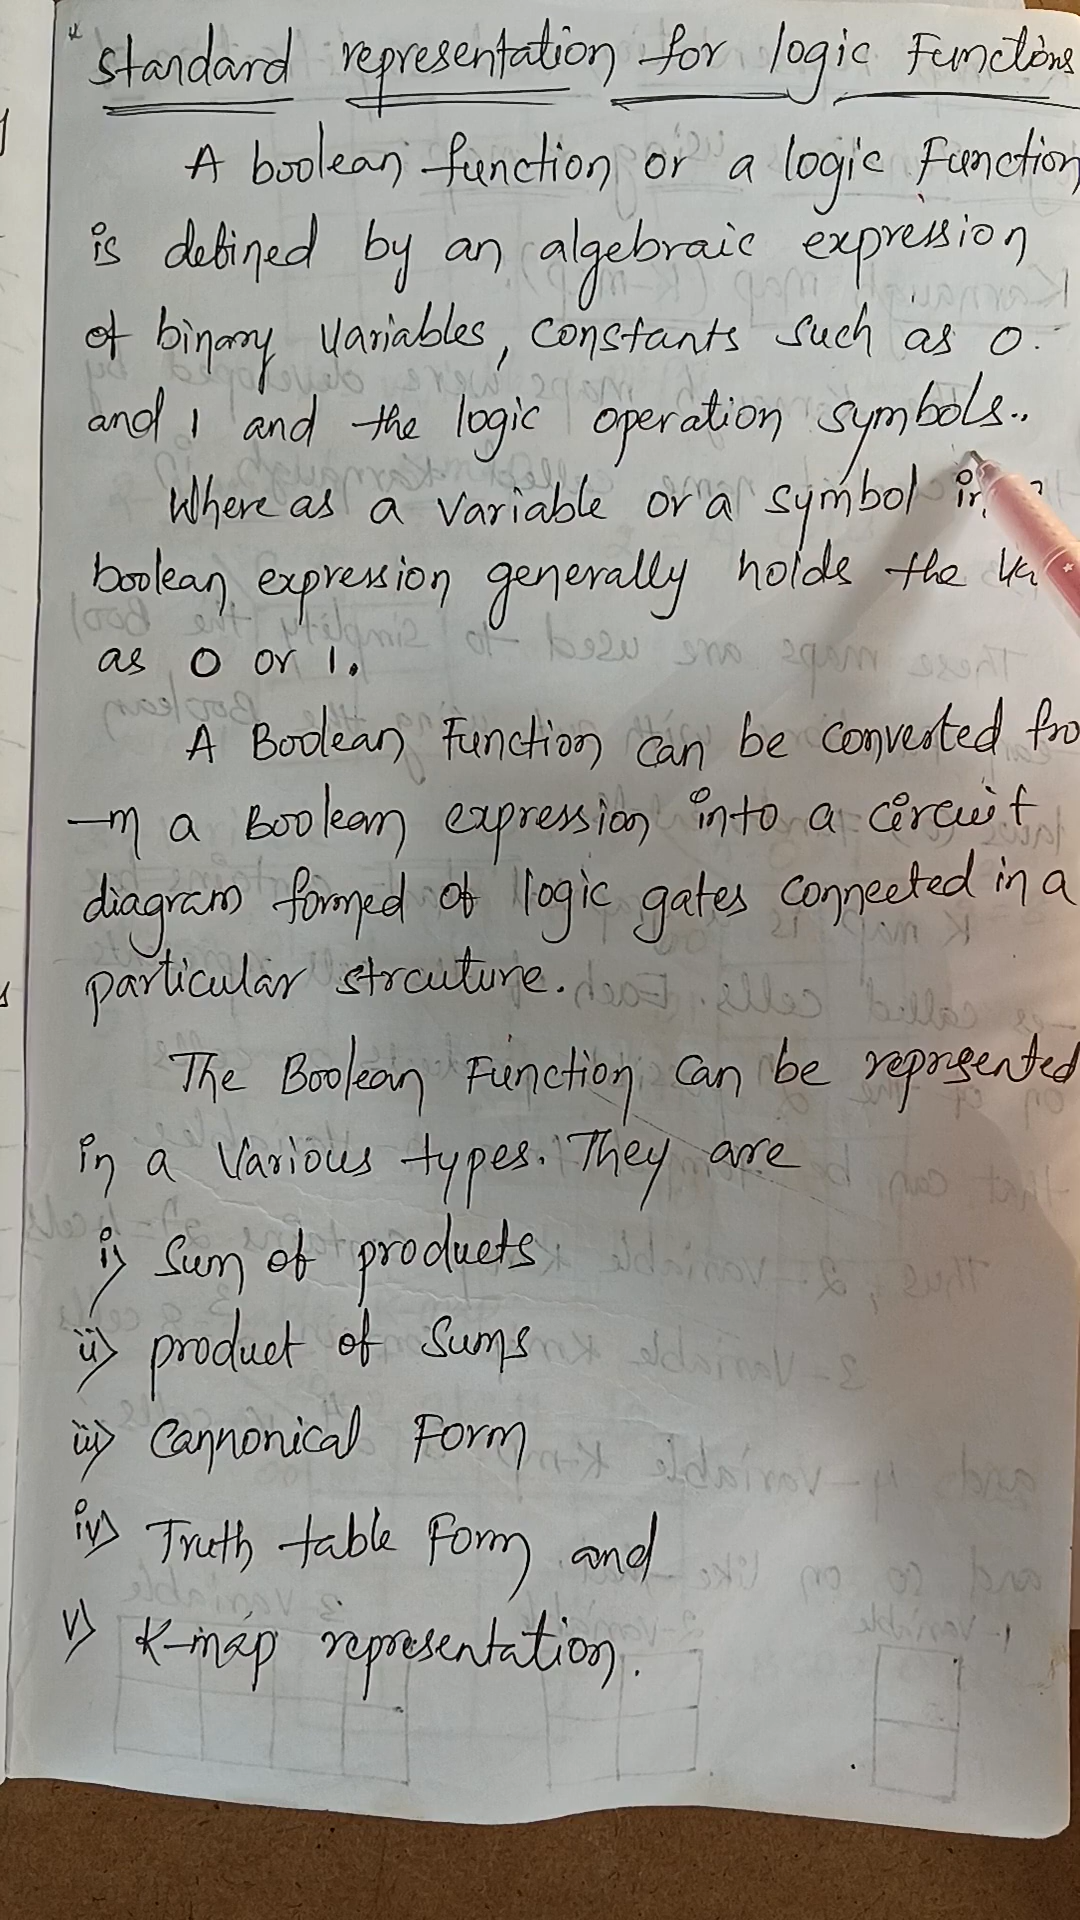 Standard representation for logic Functions
A boolean function or a logic Function
is defined by an algebraic expression
of binary variables, constants such as 0.
and 1 and the logic operation symbols..
Where as a variable or a symbol in
boolean expression generally holds the
as 0 or 1.
A Boolean Function can be converted fro
-m a Boolean expression into a circuit
diagram formed of logic gates connected in a
particular strcuture.
The Boolean Function can be reprsented
in a various types. They are
i) Sum of products
ii) product of Sums
iii) Cannonical Form
iv) Truth table Form and
v) K-map representation.